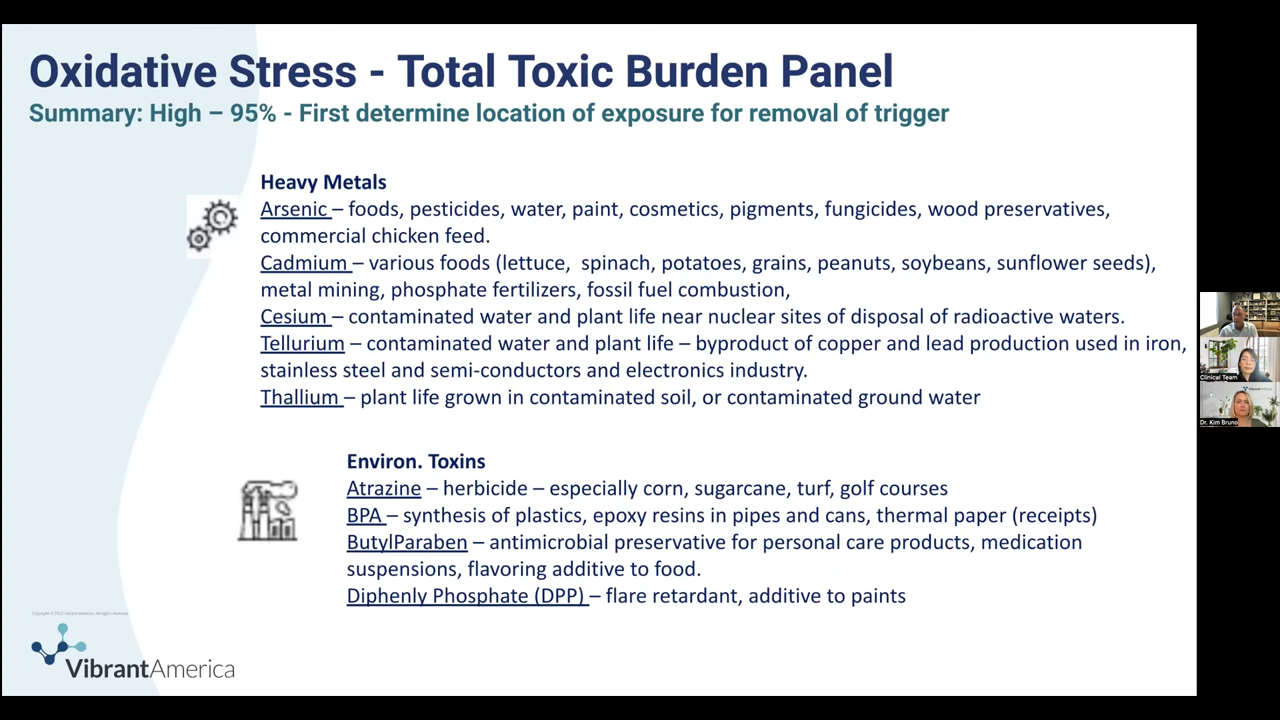 Oxidative Stress - Total Toxic Burden Panel
Summary: High – 95% - First determine location of exposure for removal of trigger
Heavy Metals
Arsenic – foods, pesticides, water, paint, cosmetics, pigments, fungicides, wood preservatives,
commercial chicken feed.
Cadmium – various foods (lettuce,  spinach, potatoes, grains, peanuts, soybeans, sunflower seeds),
metal mining, phosphate fertilizers, fossil fuel combustion,
Cesium – contaminated water and plant life near nuclear sites of disposal of radioactive waters.
Tellurium – contaminated water and plant life – byproduct of copper and lead production used in iron,
stainless steel and semi-conductors and electronics industry.
Thallium – plant life grown in contaminated soil, or contaminated ground water
Environ. Toxins
Atrazine – herbicide – especially corn, sugarcane, turf, golf courses
BPA – synthesis of plastics, epoxy resins in pipes and cans, thermal paper (receipts)
ButylParaben – antimicrobial preservative for personal care products, medication
suspensions, flavoring additive to food.
Diphenly Phosphate (DPP) – flare retardant, additive to paints
VibrantAmerica
Clinical Team
Dr. Kim Bruno